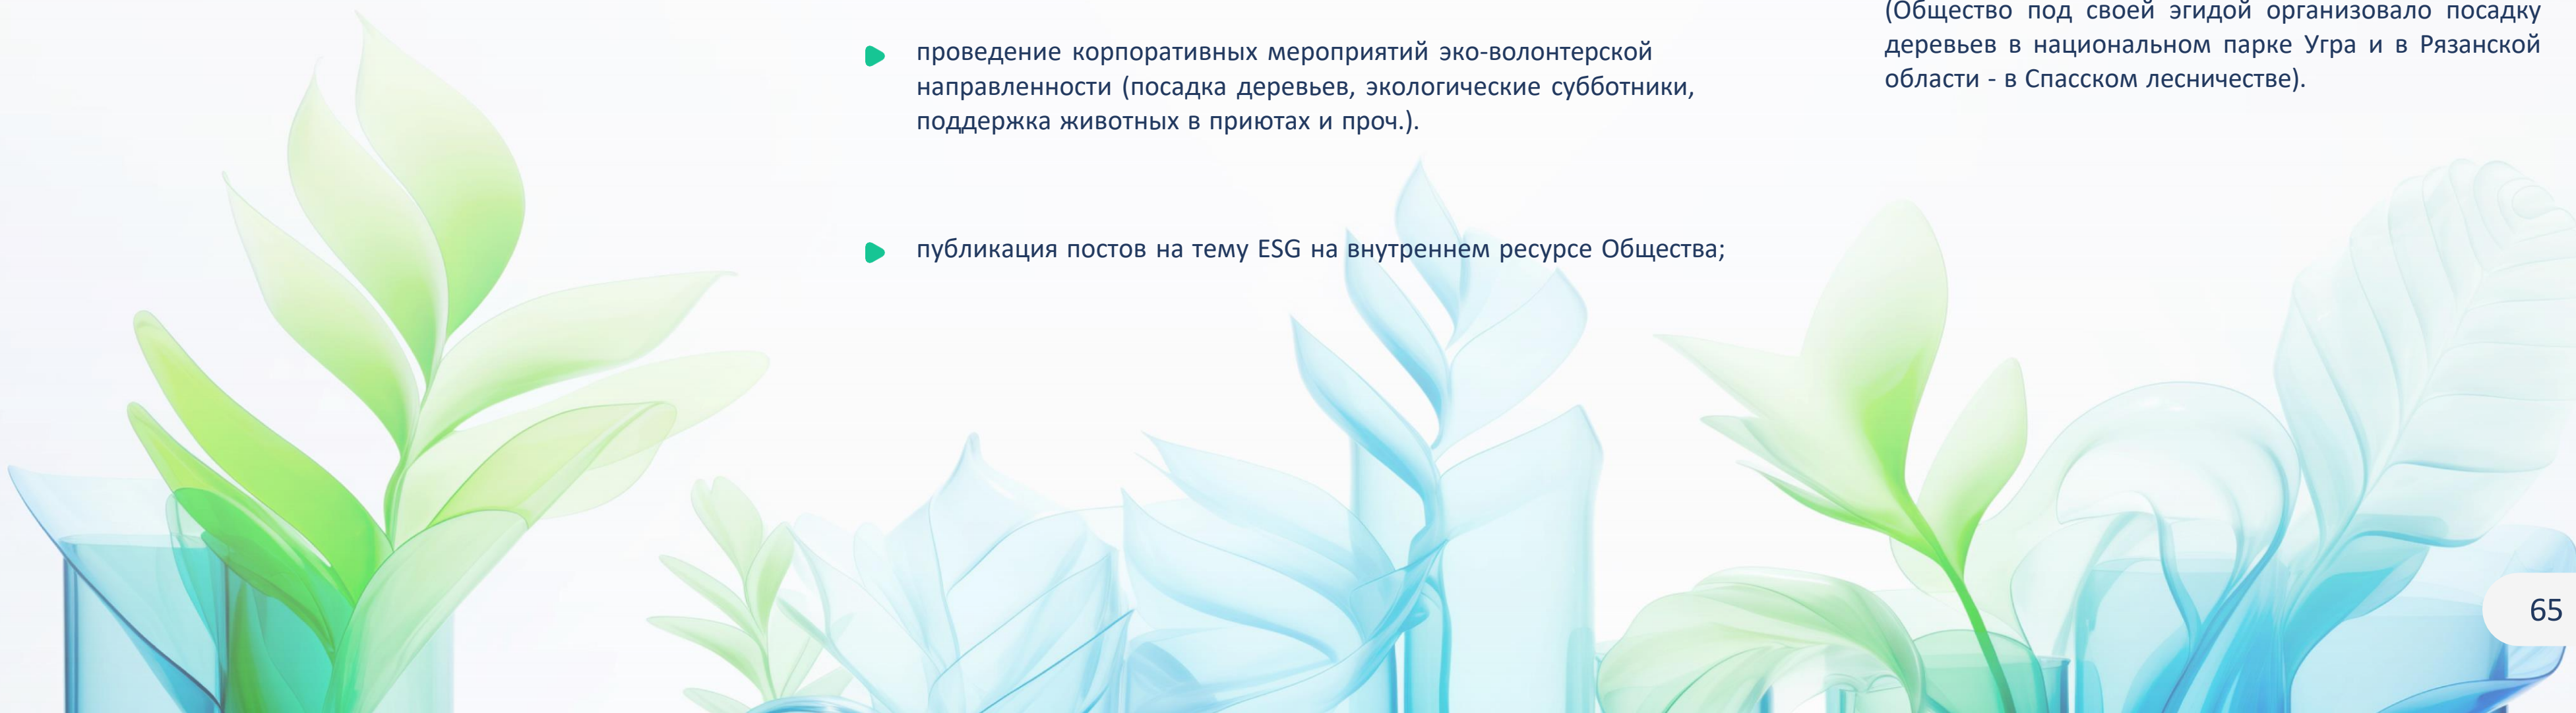 проведение корпоративных мероприятий эко-волонтерской
направленности (посадка деревьев, экологические субботники,
поддержка животных в приютах и проч.).
публикация постов на тему ESG на внутреннем ресурсе Общества;
(Общество под своей эгидой организовало посадку
деревьев в национальном парке Угра и в Рязанской
области - в Спасском лесничестве).
65